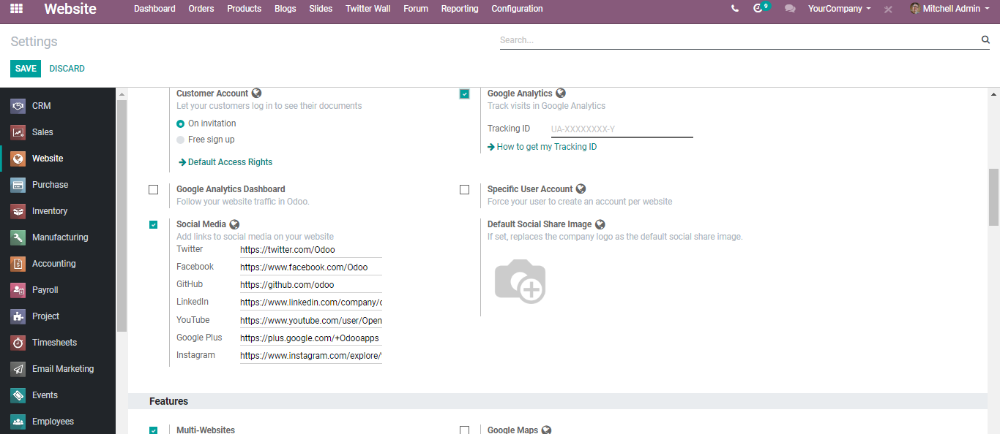 Website Dashboard Orders Products Blogs Slides Twitter Wall Forum Reporting Configuration 9 YourCompany Mitchell Admin
Settings
Search...
SAVE DISCARD
CRM
Sales
Website
Purchase
Inventory
Manufacturing
Accounting
Payroll
Project
Timesheets
Email Marketing
Events
Employees
Customer Account
Let your customers log in to see their documents
On invitation
Free sign up
Default Access Rights
Google Analytics
Track visits in Google Analytics
Tracking ID UA-XXXXXXXX-Y
How to get my Tracking ID
Google Analytics Dashboard
Follow your website traffic in Odoo.
Specific User Account
Force your user to create an account per website
Social Media
Add links to social media on your website
Twitter https://twitter.com/Odoo
Facebook https://www.facebook.com/Odoo
GitHub https://github.com/odoo
LinkedIn https://www.linkedin.com/company/
YouTube https://www.youtube.com/user/Open
Google Plus https://plus.google.com/+Odooapps
Instagram https://www.instagram.com/explore/
Default Social Share Image
If set, replaces the company logo as the default social share image.
Features
Multi-Websites
Google Maps